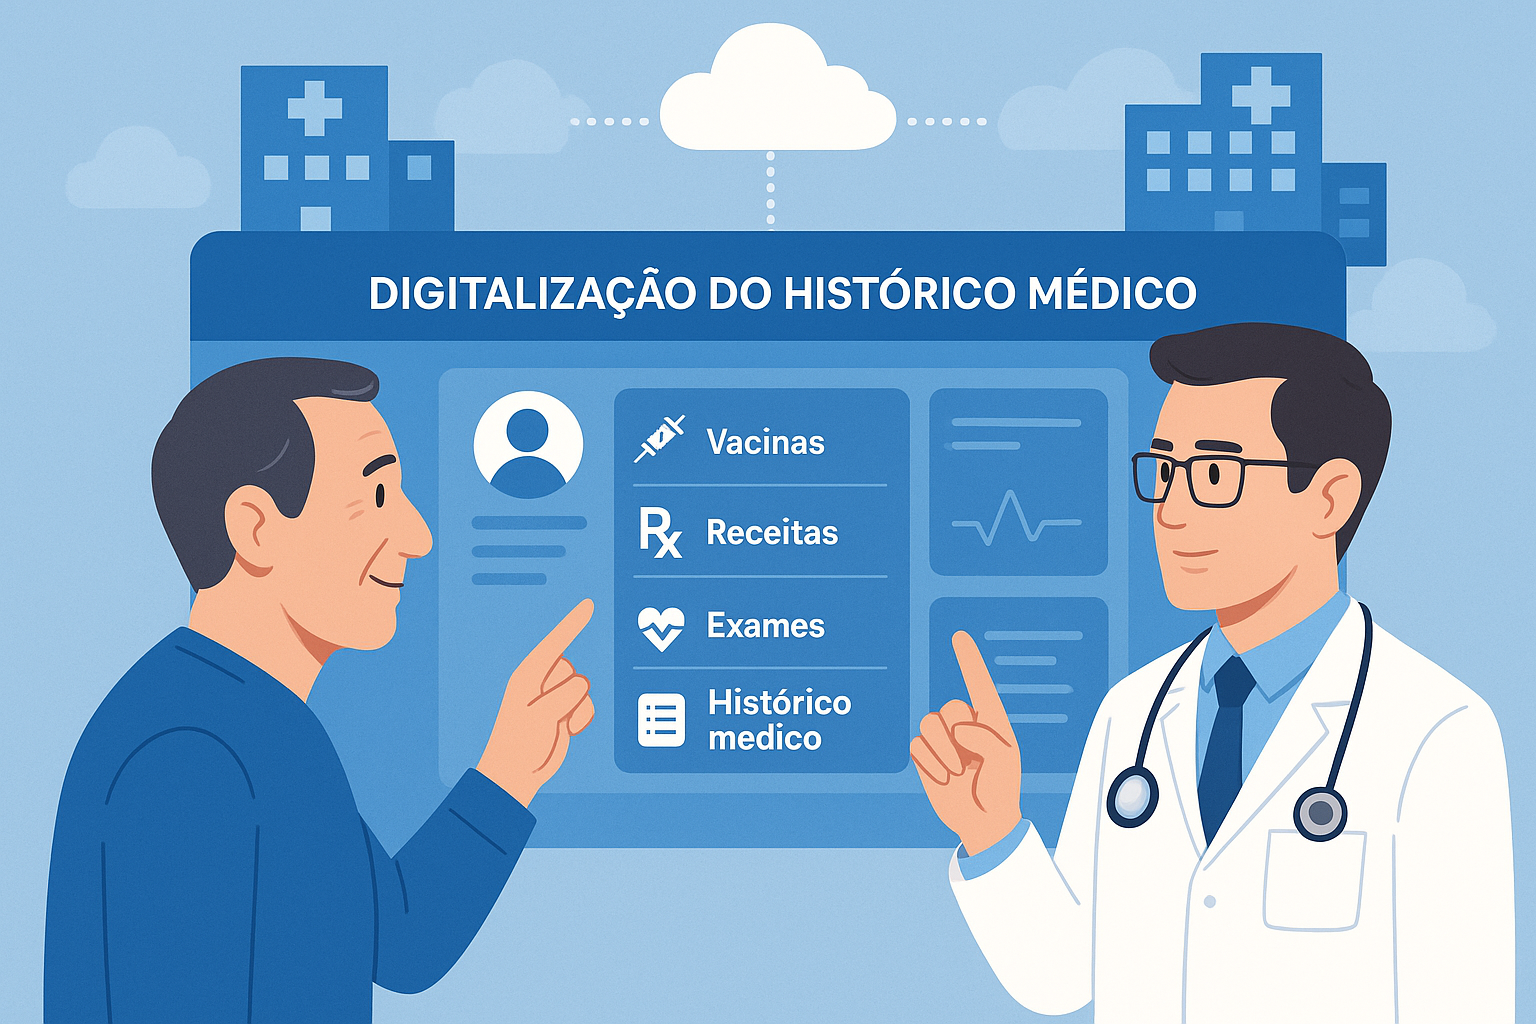 DIGITALIZAÇÃO DO HISTÓRICO MÉDICO
Vacinas
Rx Receitas
Exames
Histórico
medico